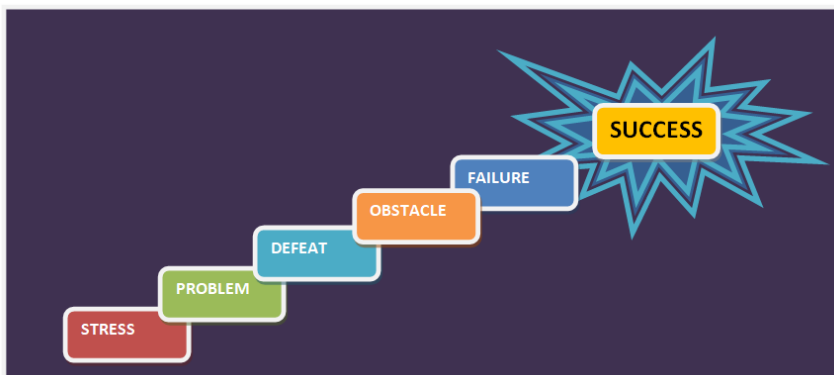 SUCCESS
FAILURE
OBSTACLE
DEFEAT
PROBLEM
STRESS